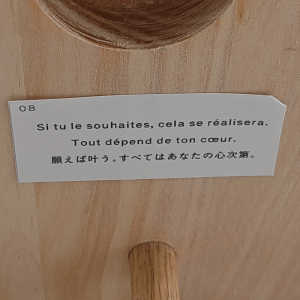 08
Si tu le souhaites, cela se réalisera.
Tout dépend de ton cœur.
願えば叶う。すべてはあなたの心次第。